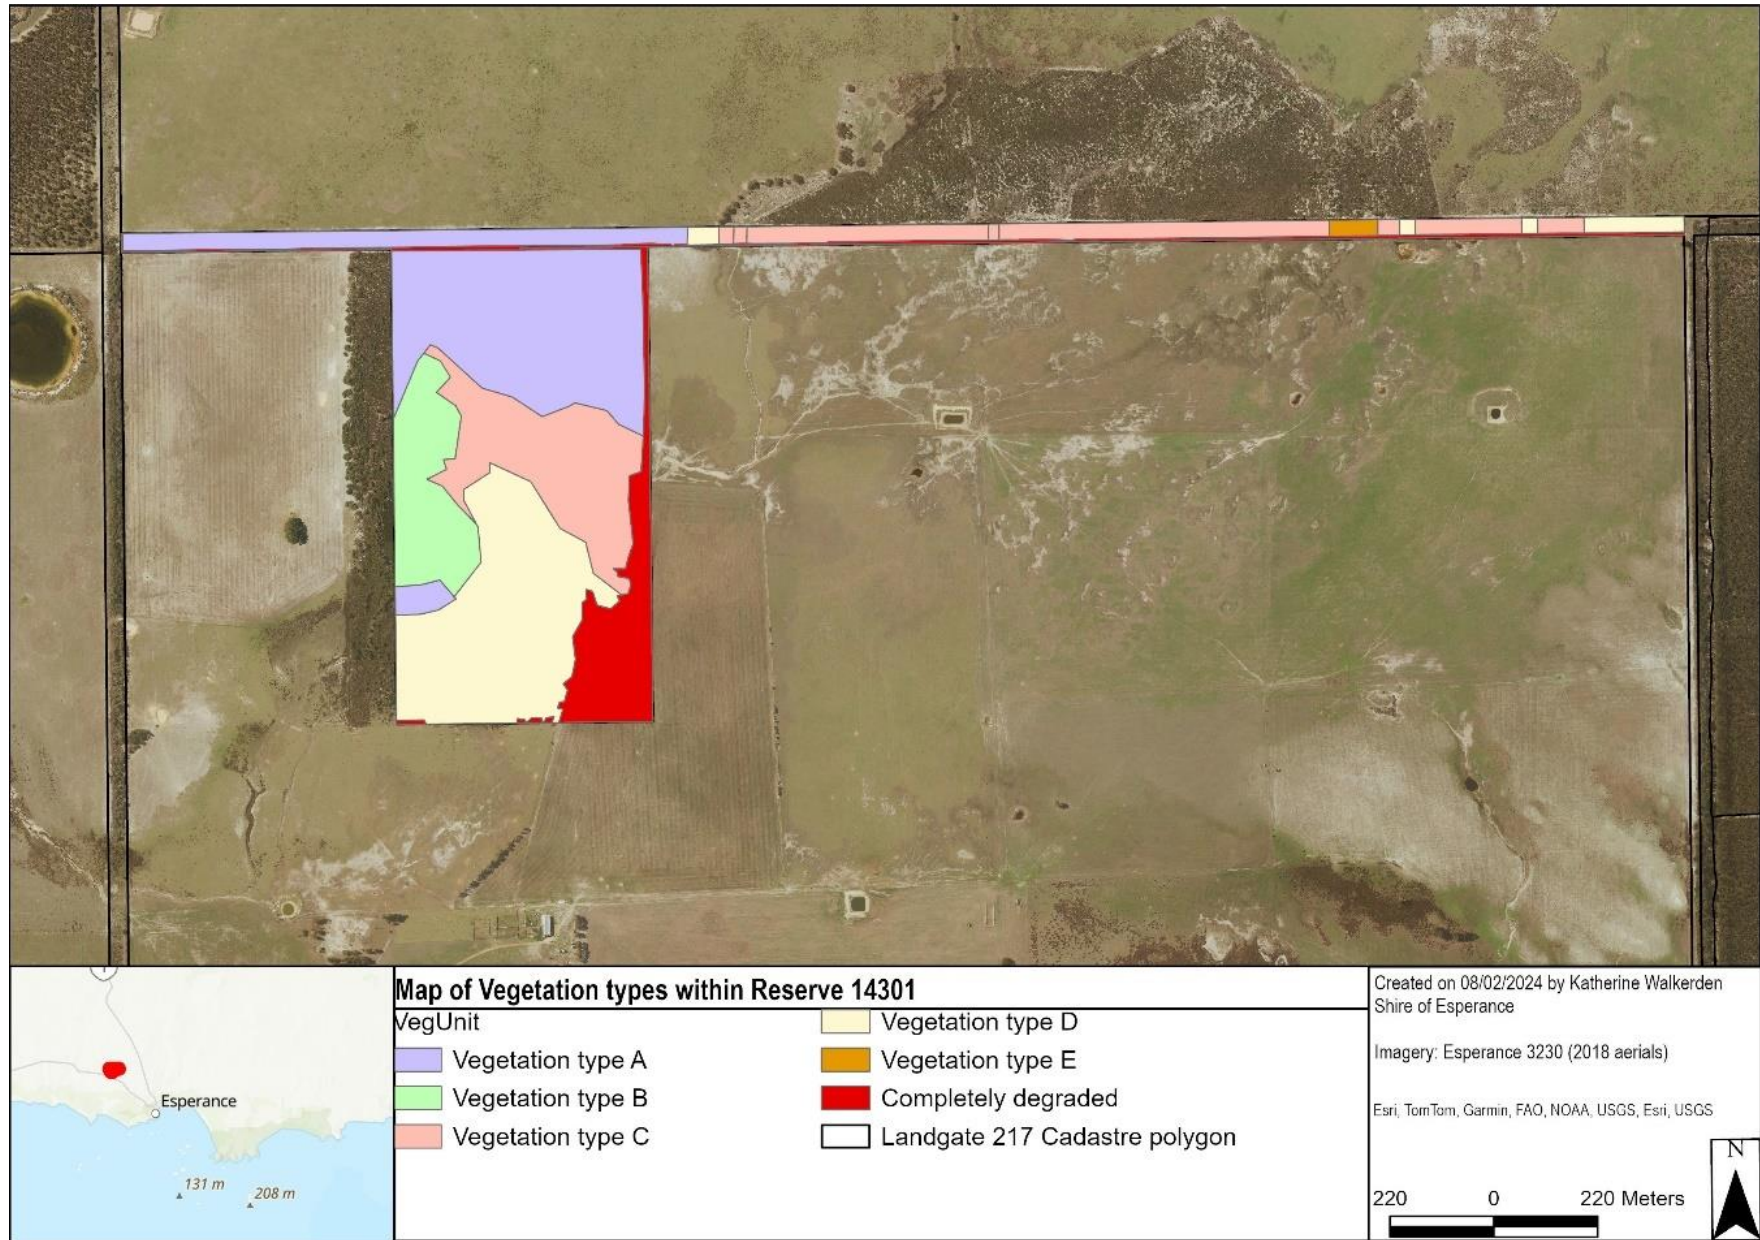 Esperance
131 m
208 m
Map of Vegetation types within Reserve 14301
VegUnit
Vegetation type A
Vegetation type B
Vegetation type C
Vegetation type D
Vegetation type E
Completely degraded
Landgate 217 Cadastre polygon
Created on 08/02/2024 by Katherine Walkerden
Shire of Esperance
Imagery: Esperance 3230 (2018 aerials)
Esri, TomTom, Garmin, FAO, NOAA, USGS, Esri, USGS
N
220 0 220 Meters